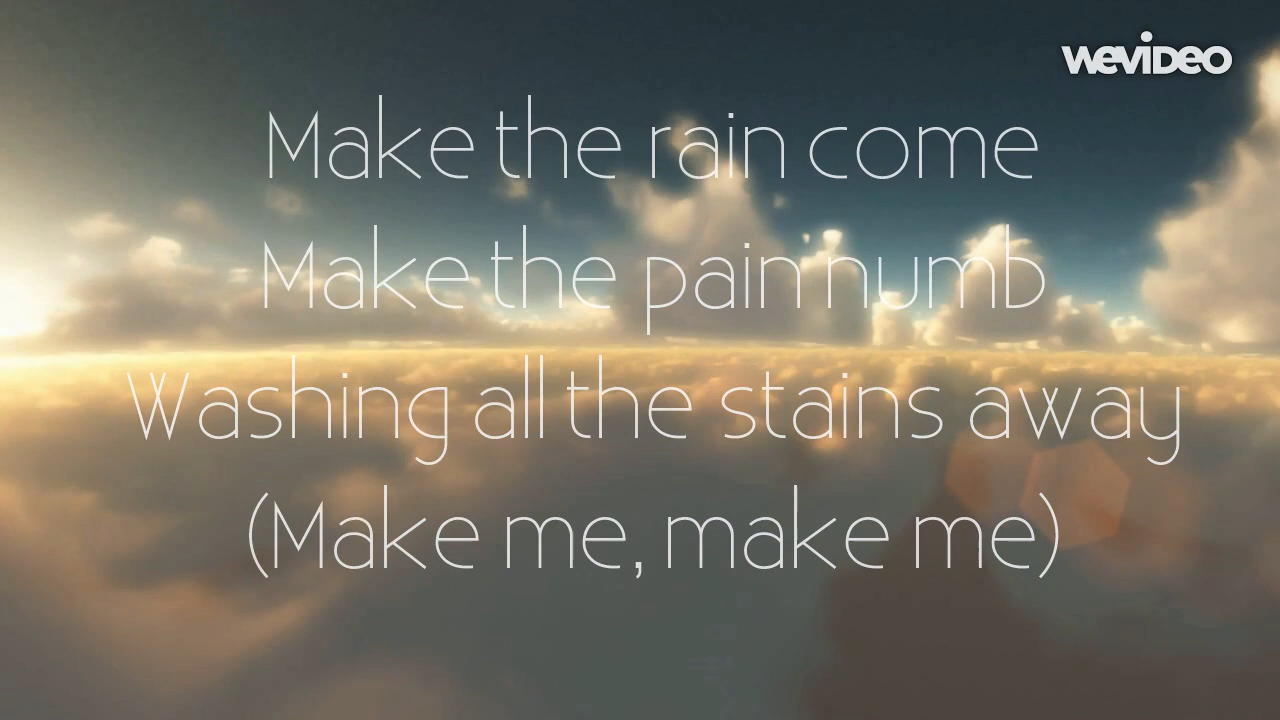 wevideo
Make the rain come
Make the pain numb
Washing all the stains away
(Make me, make me)